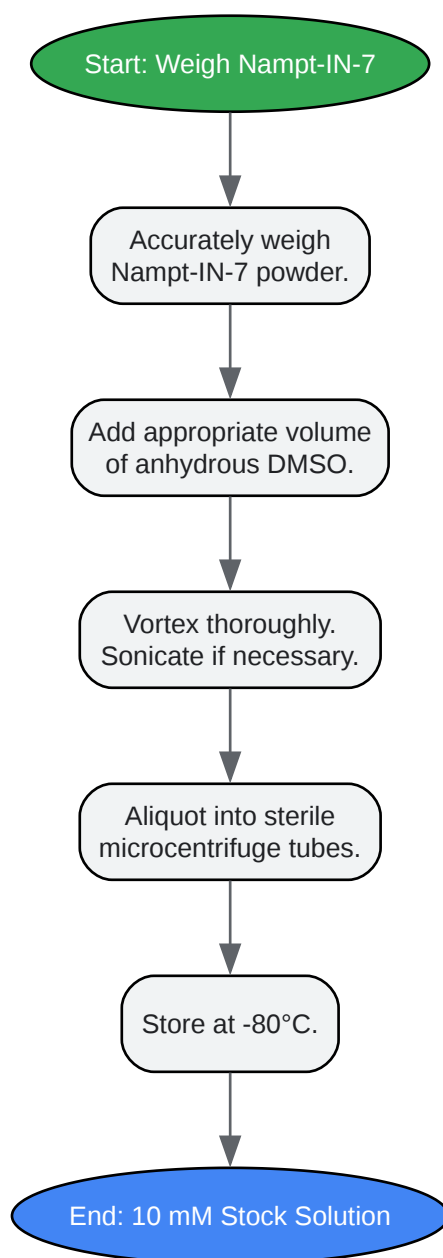 Start: Weigh Nampt-IN-7
Accurately weigh
Nampt-IN-7 powder.
Add appropriate volume
of anhydrous DMSO.
Vortex thoroughly.
Sonicate if necessary.
Aliquot into sterile
microcentrifuge tubes.
Store at -80°C.
End: 10 mM Stock Solution